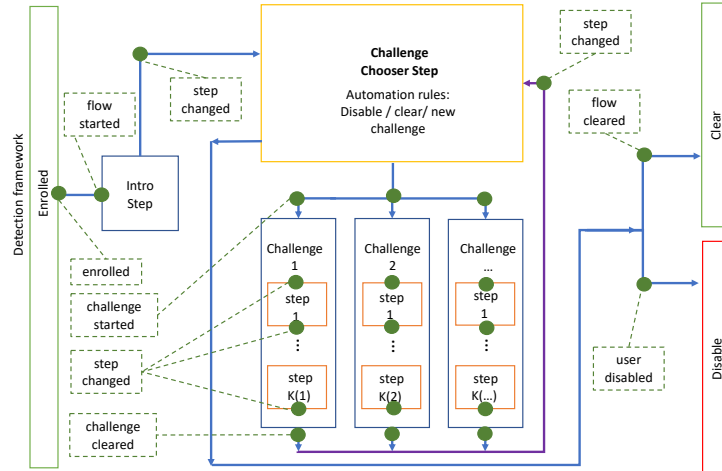 Detection framework
Enrolled
flow
started
step
changed
Intro
Step
enrolled
Challenge
Chooser Step
Automation rules:
Disable / clear/ new
challenge
step
changed
flow
cleared
Clear
challenge
started
step
changed
challenge
cleared
Challenge
1
step
1
...
step
K(1)
Challenge
2
step
1
...
step
K(2)
Challenge
...
step
1
...
step
K(...)
user
disabled
Disable